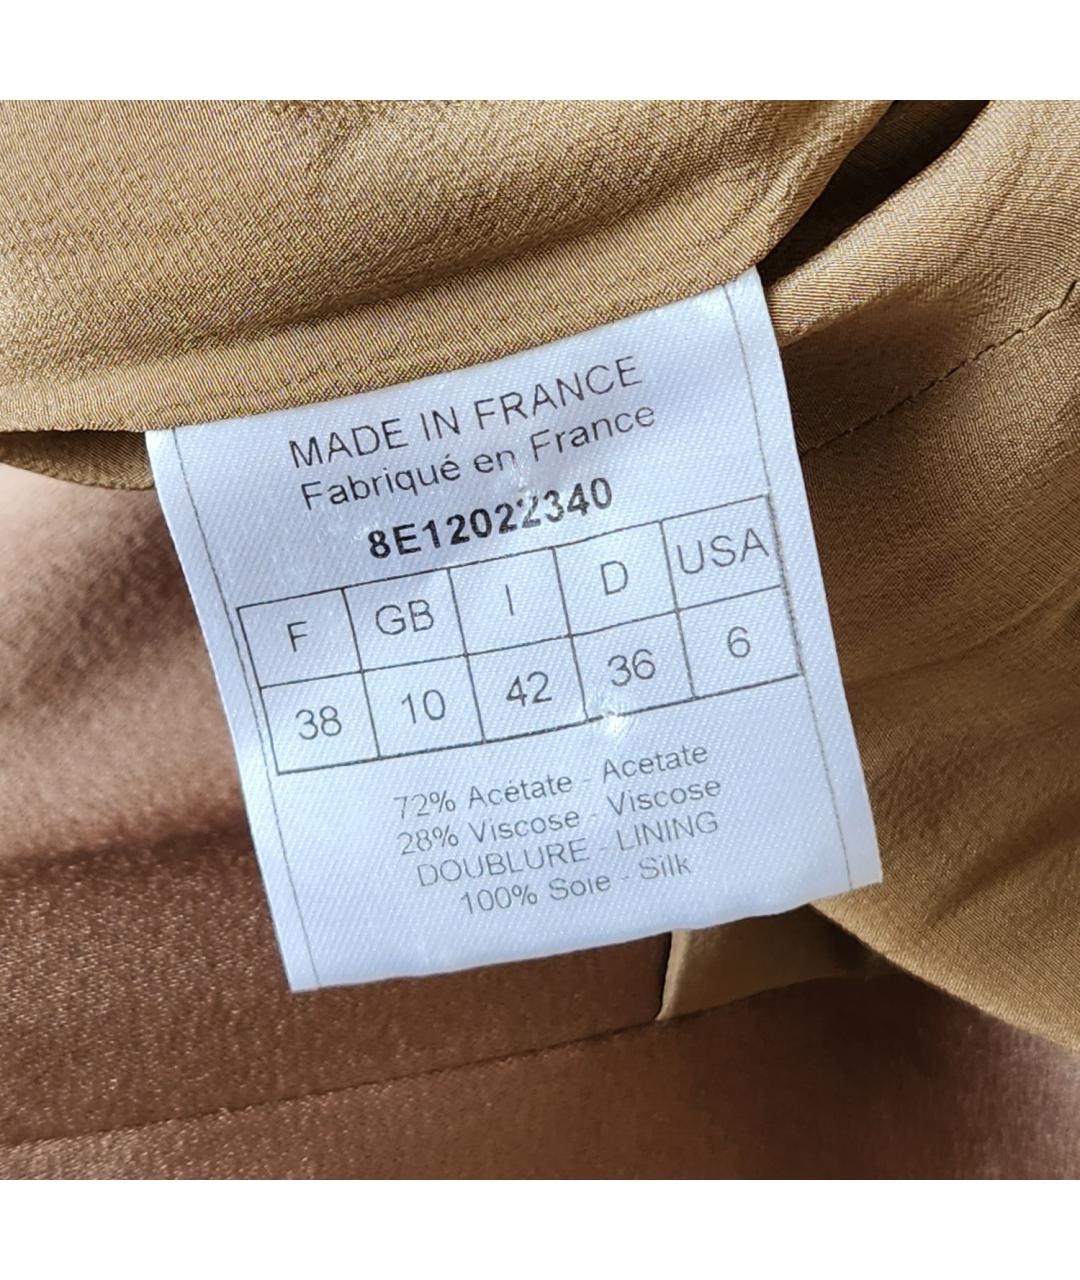 MADE IN FRANCE
Fabriqué en France
8E12022340
F GB I D USA
38 10 42 36 6
72% Acétate - Acetate
28% Viscose - Viscose
DOUBLURE - LINING
100% Soie - Silk